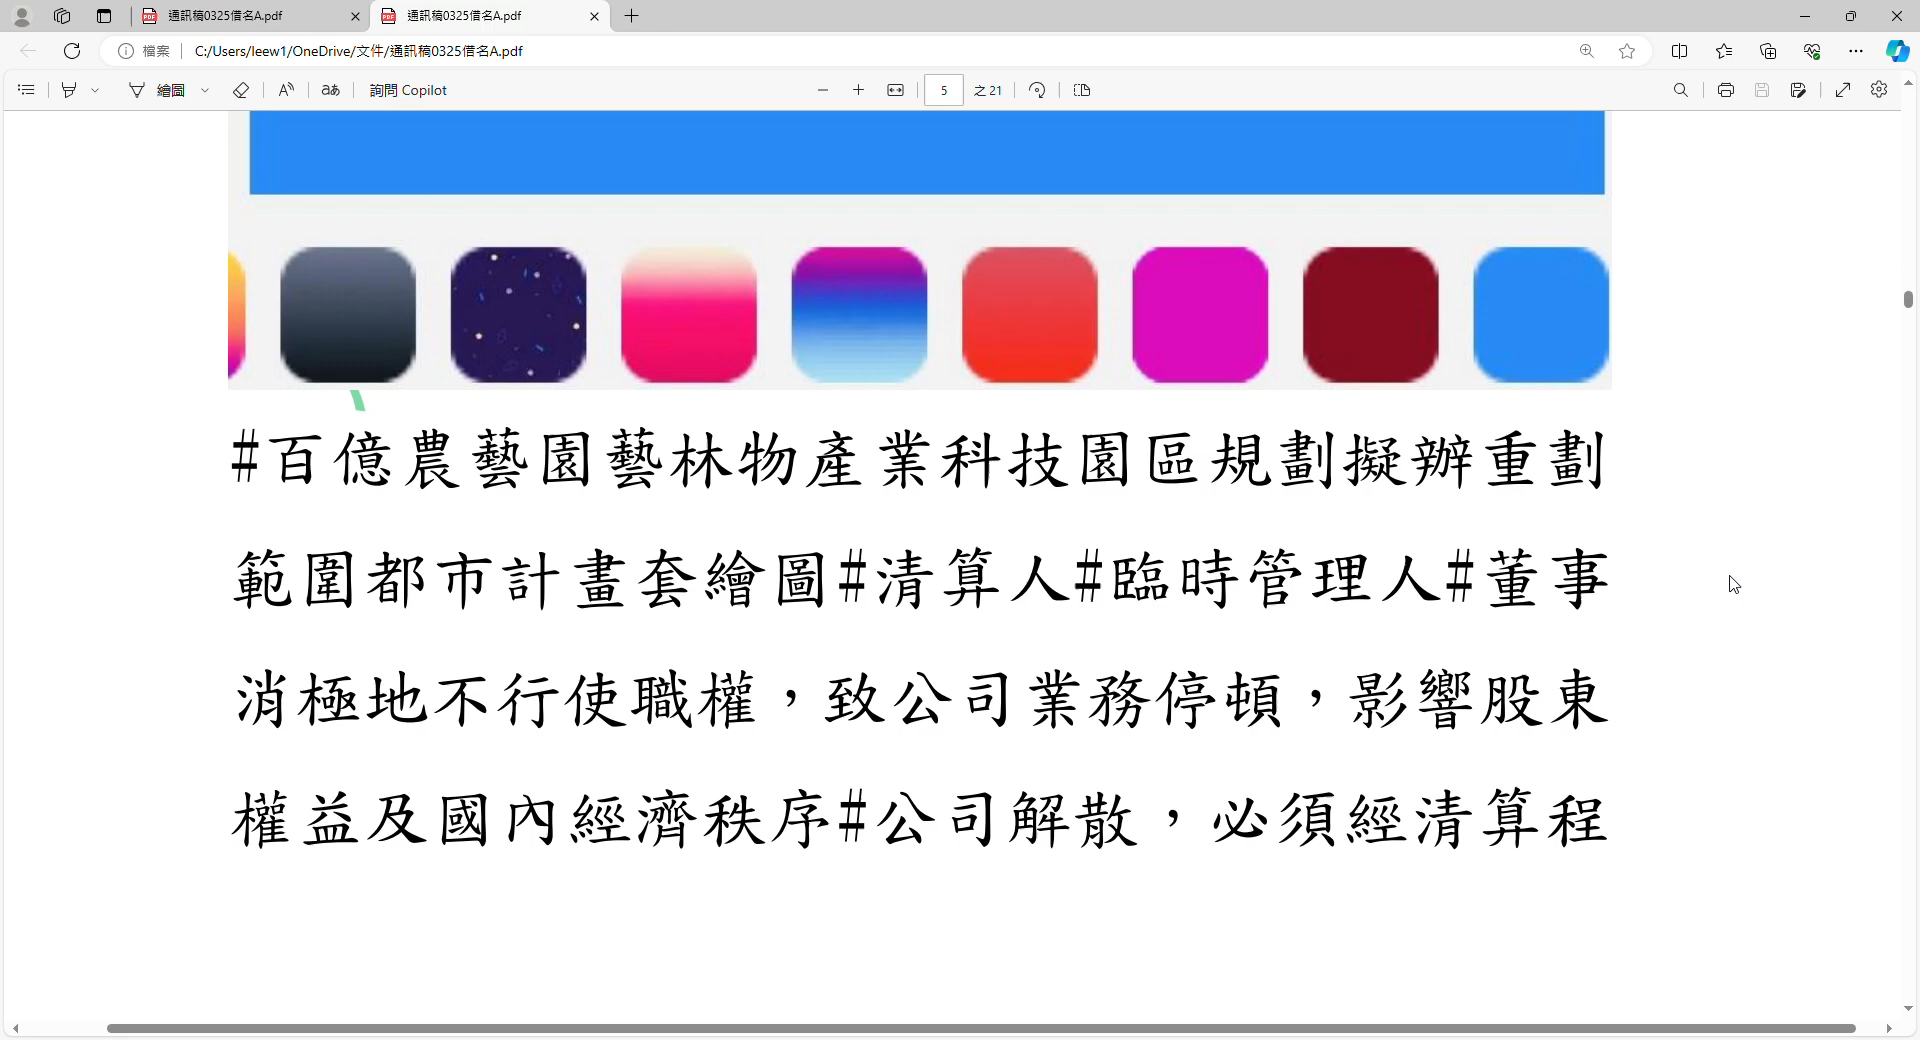 通訊稿0325借名A.pdf
通訊稿0325借名A.pdf
檔案
C:/Users/leew1/OneDrive/文件/通訊稿0325借名A.pdf
繪圖
aあ
詢問 Copilot
5
之 21
#百億農藝園藝林物產業科技園區規劃擬辦重劃
範圍都市計畫套繪圖#清算人#臨時管理人#董事
消極地不行使職權，致公司業務停頓，影響股東
權益及國內經濟秩序#公司解散，必須經清算程